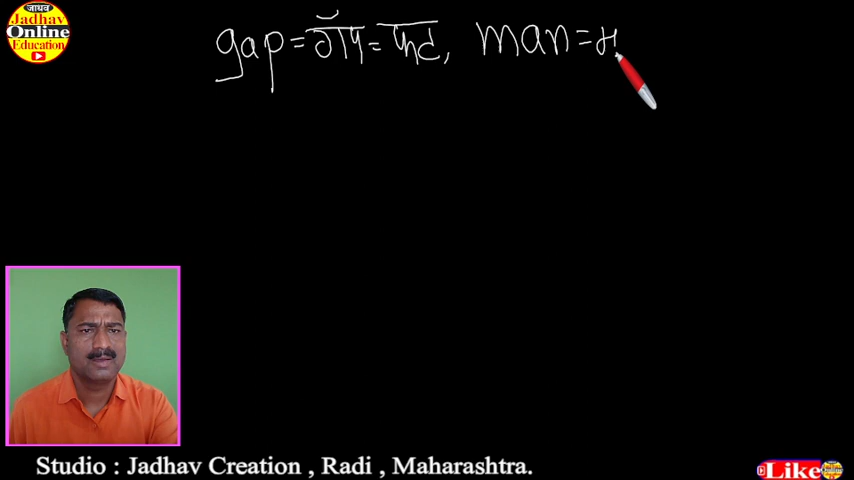 जाधव
Jadhav
Online
Education
gap = गॅप = फट, man = म
Studio : Jadhav Creation , Radi , Maharashtra.
Like